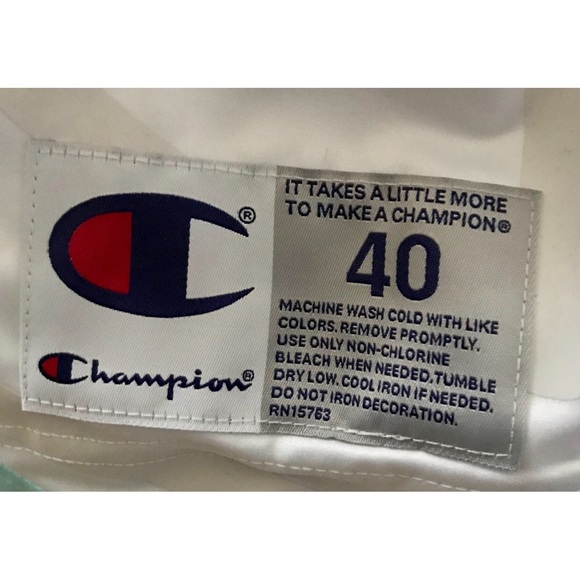 IT TAKES A LITTLE MORE
TO MAKE A CHAMPION®
40
MACHINE WASH COLD WITH LIKE
COLORS. REMOVE PROMPTLY.
USE ONLY NON-CHLORINE
BLEACH WHEN NEEDED. TUMBLE
DRY LOW. COOL IRON IF NEEDED.
DO NOT IRON DECORATION.
RN15763
®
Champion®